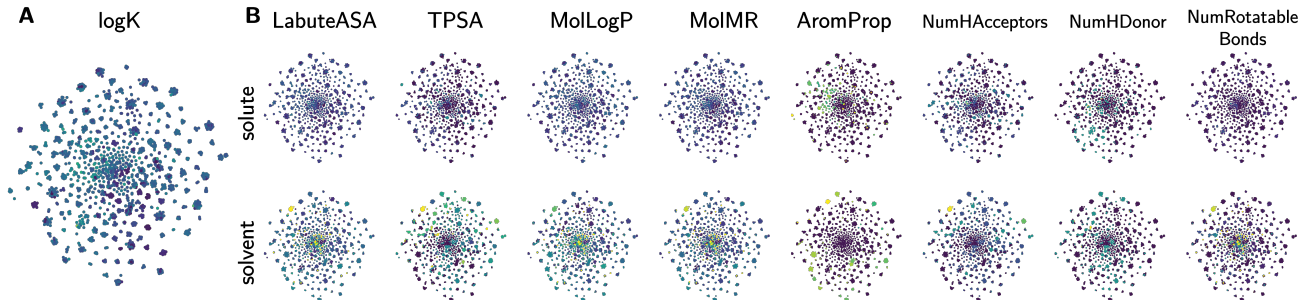 A
logK
B
LabuteASA
TPSA
MolLogP
MolMR
AromProp
NumHAcceptors
NumHDonor
NumRotatable
Bonds
solute
solvent